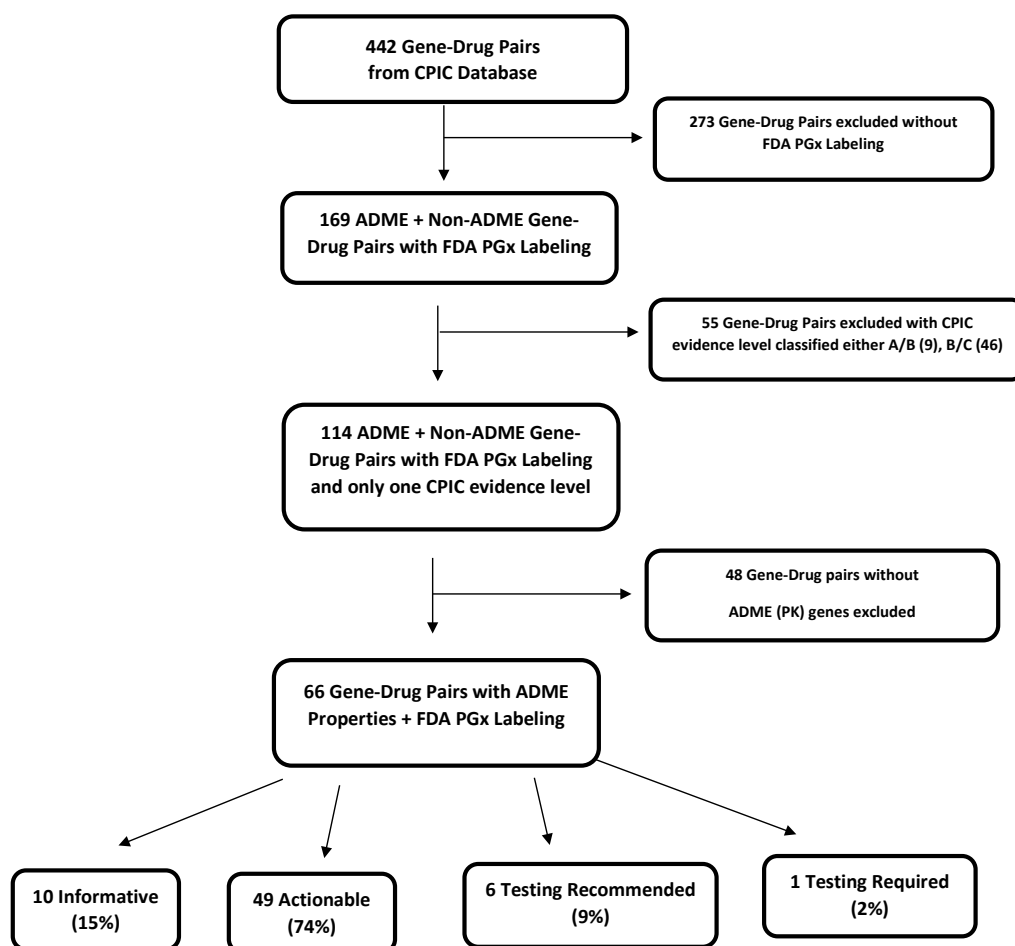 442 Gene-Drug Pairs
from CPIC Database
273 Gene-Drug Pairs excluded without
FDA PGx Labeling
169 ADME + Non-ADME Gene-
Drug Pairs with FDA PGx Labeling
55 Gene-Drug Pairs excluded with CPIC
evidence level classified either A/B (9), B/C (46)
114 ADME + Non-ADME Gene-
Drug Pairs with FDA PGx Labeling
and only one CPIC evidence level
48 Gene-Drug pairs without
ADME (PK) genes excluded
66 Gene-Drug Pairs with ADME
Properties + FDA PGx Labeling
10 Informative
(15%)
49 Actionable
(74%)
6 Testing Recommended
(9%)
1 Testing Required
(2%)